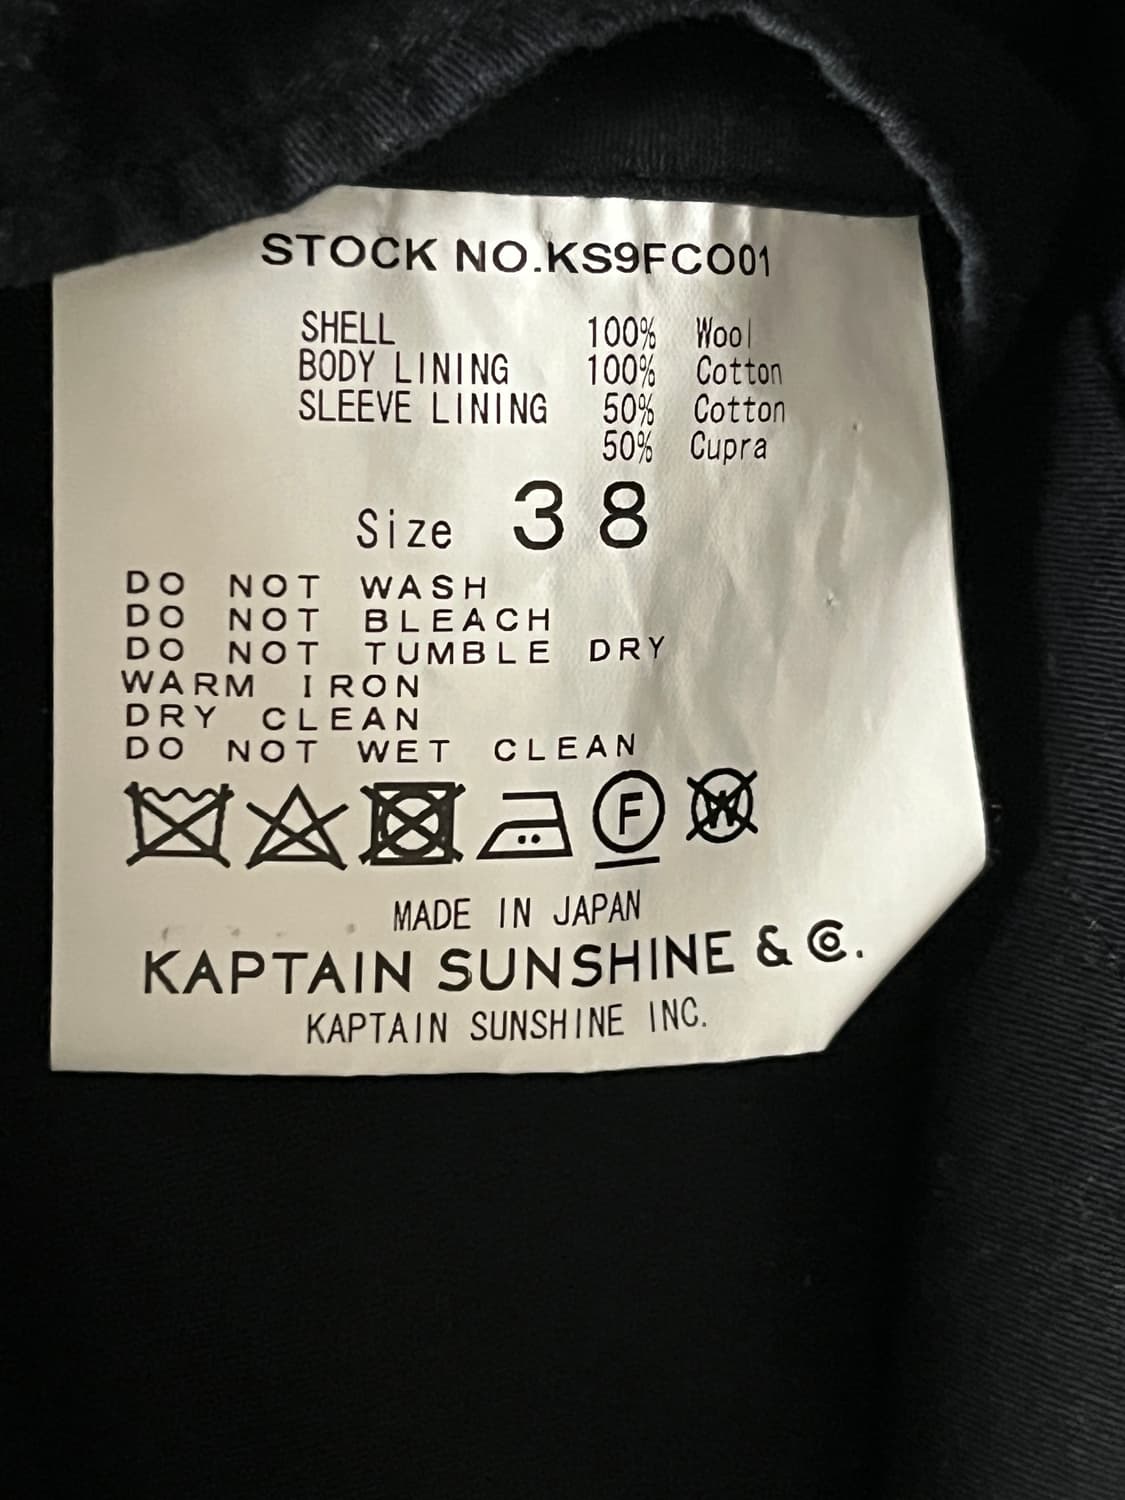 STOCK NO.KS9FCO01
SHELL 100% Wool
BODY LINING 100% Cotton
SLEEVE LINING 50% Cotton
50% Cupra
Size 38
DO NOT WASH
DO NOT BLEACH
DO NOT TUMBLE DRY
WARM IRON
DRY CLEAN
DO NOT WET CLEAN
F W
MADE IN JAPAN
KAPTAIN SUNSHINE & Co.
KAPTAIN SUNSHINE INC.